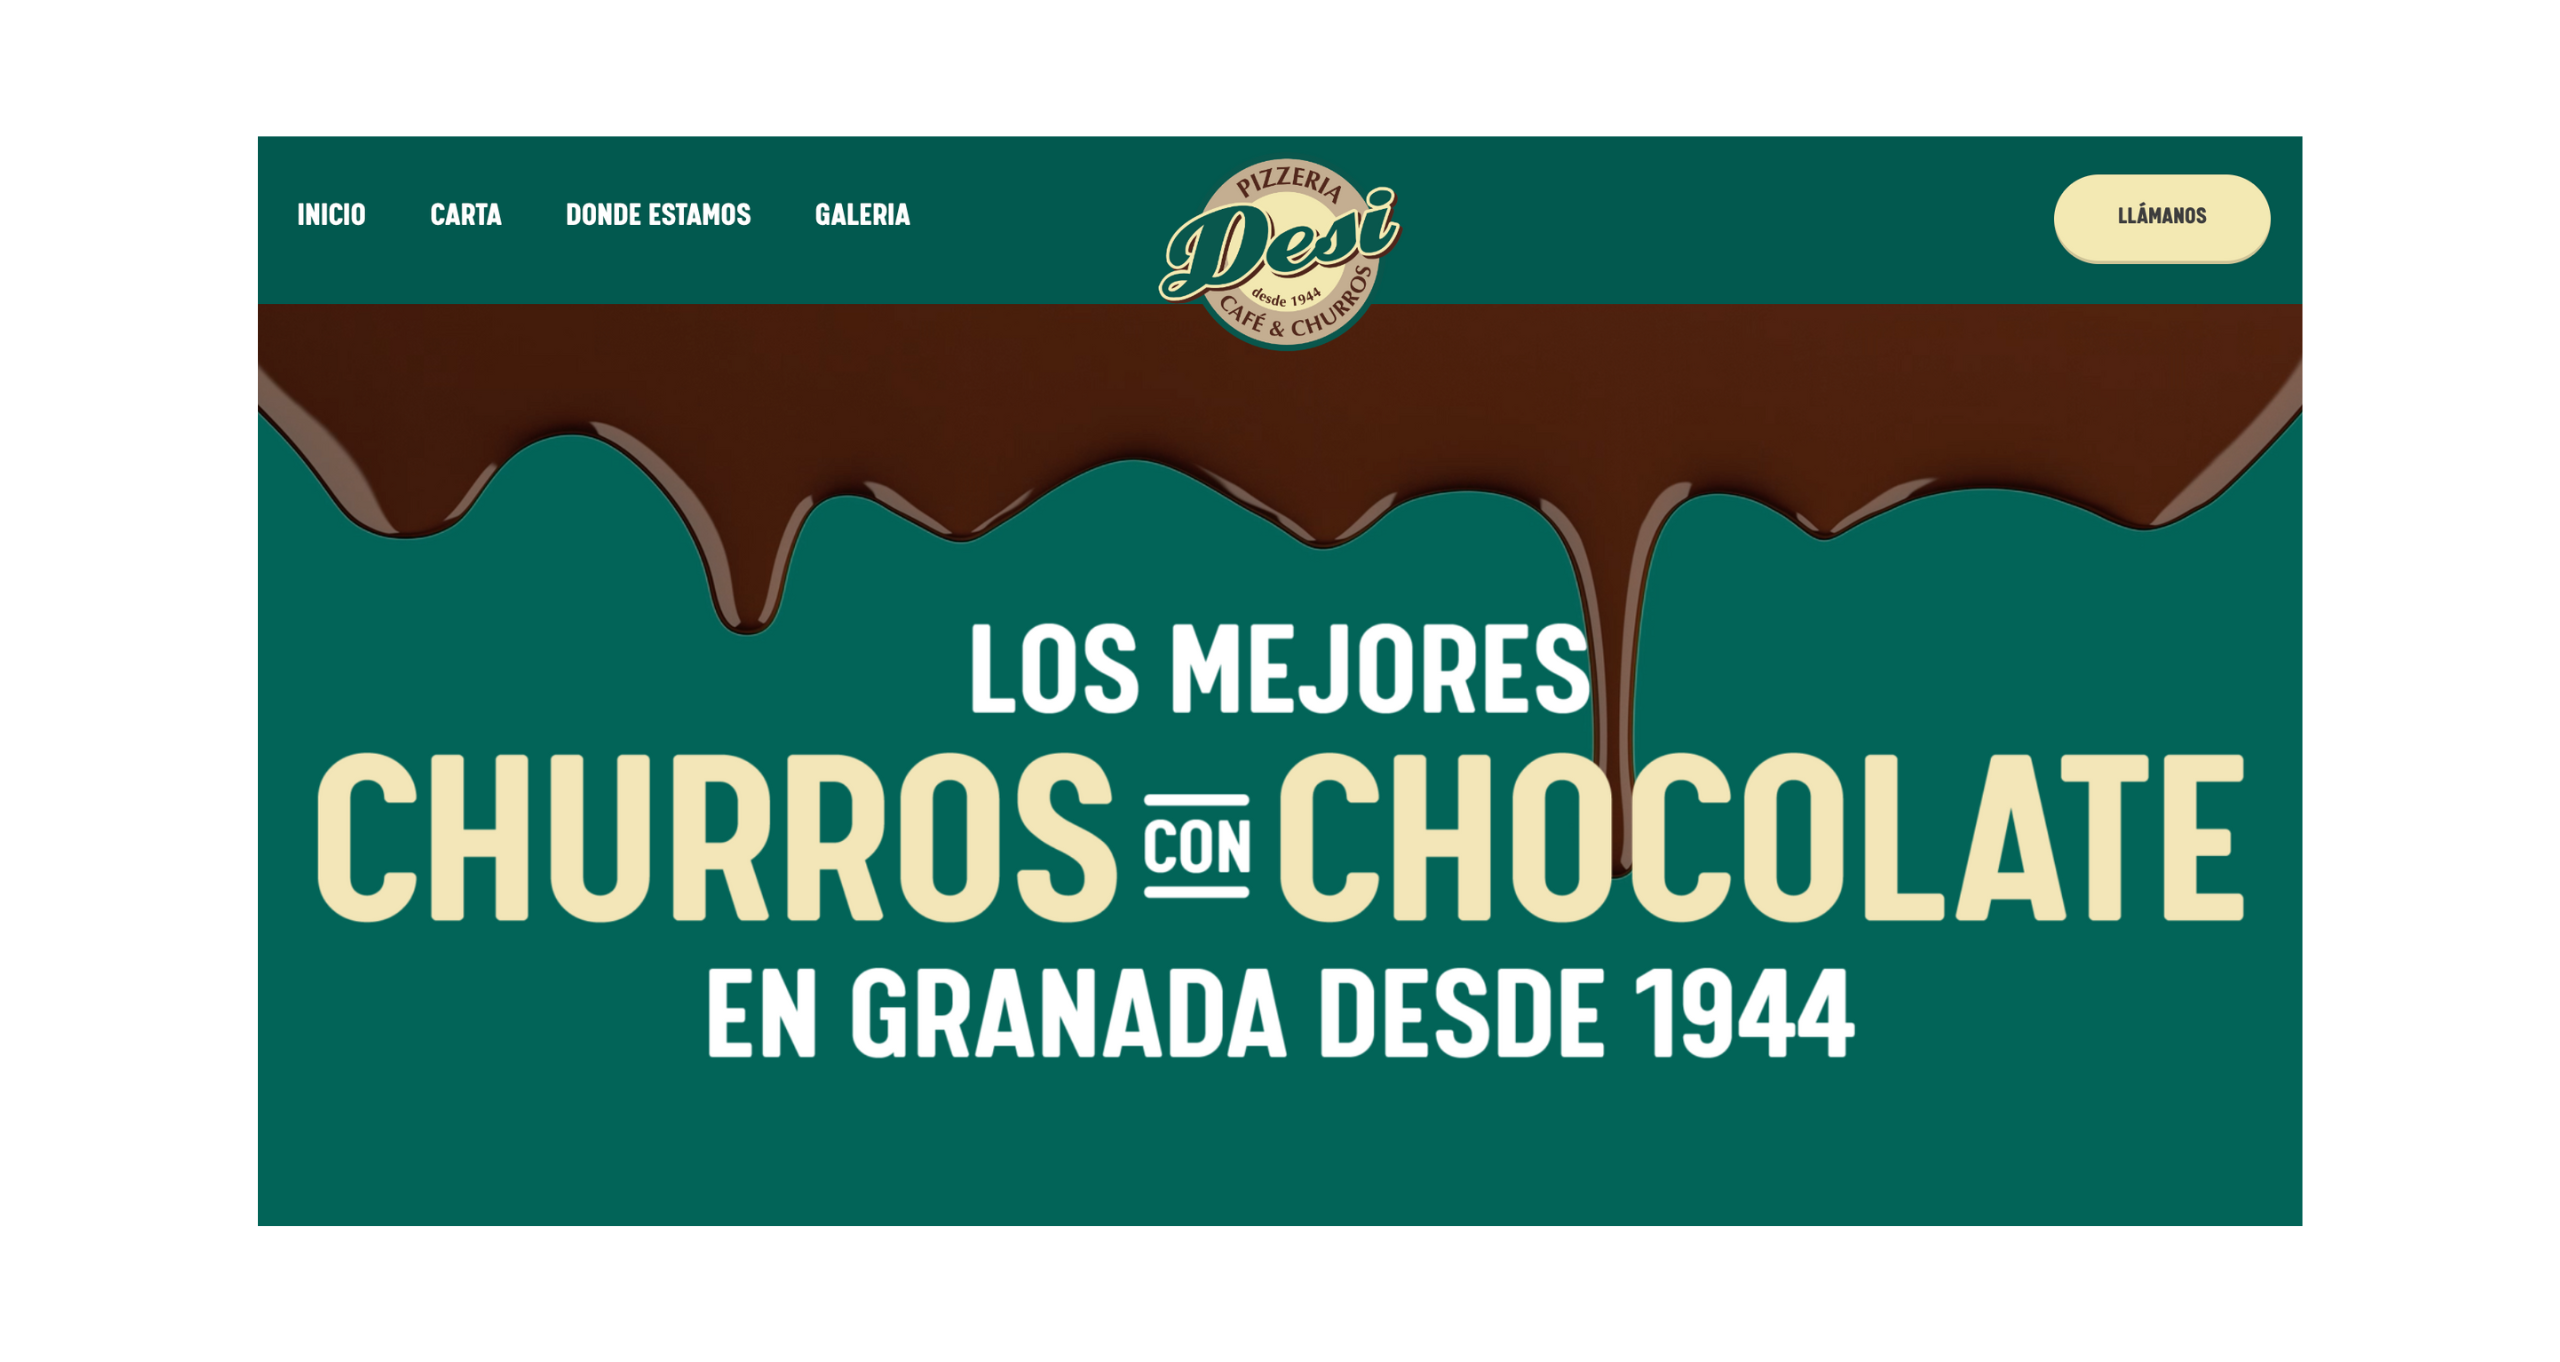 INICIO CARTA DONDE ESTAMOS GALERIA
PIZZERIA
Desi
desde 1944
CAFÉ & CHURROS
LLÁMANOS
LOS MEJORES
CHURROS CON CHOCOLATE
EN GRANADA DESDE 1944